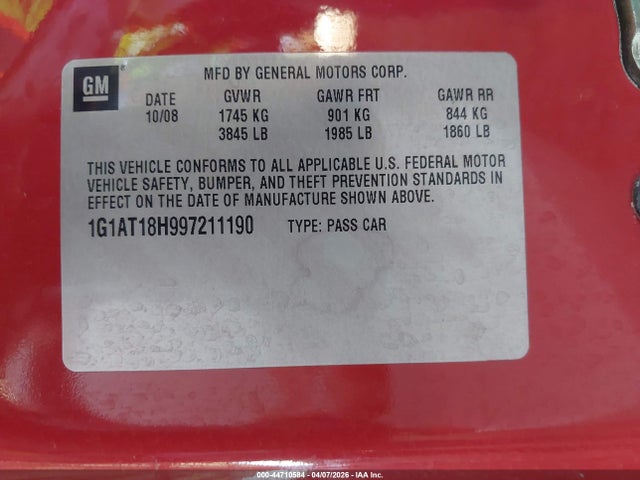 GM
MFD BY GENERAL MOTORS CORP.
DATE GVWR GAWR FRT GAWR RR
10/08 1745 KG 901 KG 844 KG
3845 LB 1985 LB 1860 LB
THIS VEHICLE CONFORMS TO ALL APPLICABLE U.S. FEDERAL MOTOR
VEHICLE SAFETY, BUMPER, AND THEFT PREVENTION STANDARDS IN
EFFECT ON THE DATE OF MANUFACTURE SHOWN ABOVE.
1G1AT18H997211190 TYPE: PASS CAR
000-44710584 - 04/07/2026 - IAA Inc.